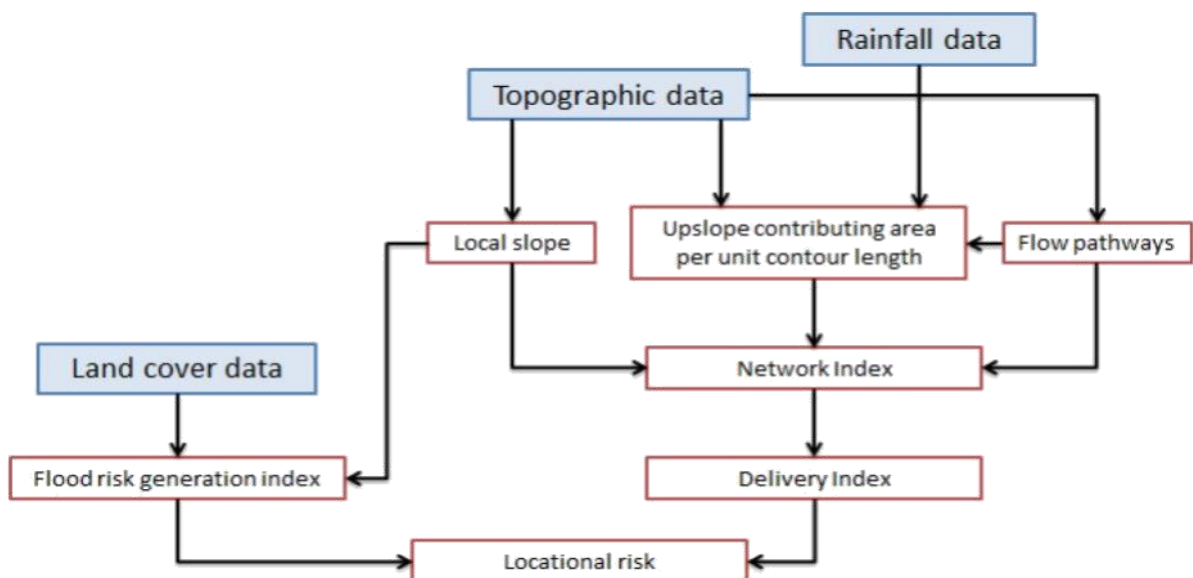 Rainfall data
Topographic data
Local slope
Upslope contributing area
per unit contour length
Flow pathways
Land cover data
Network Index
Flood risk generation index
Delivery Index
Locational risk